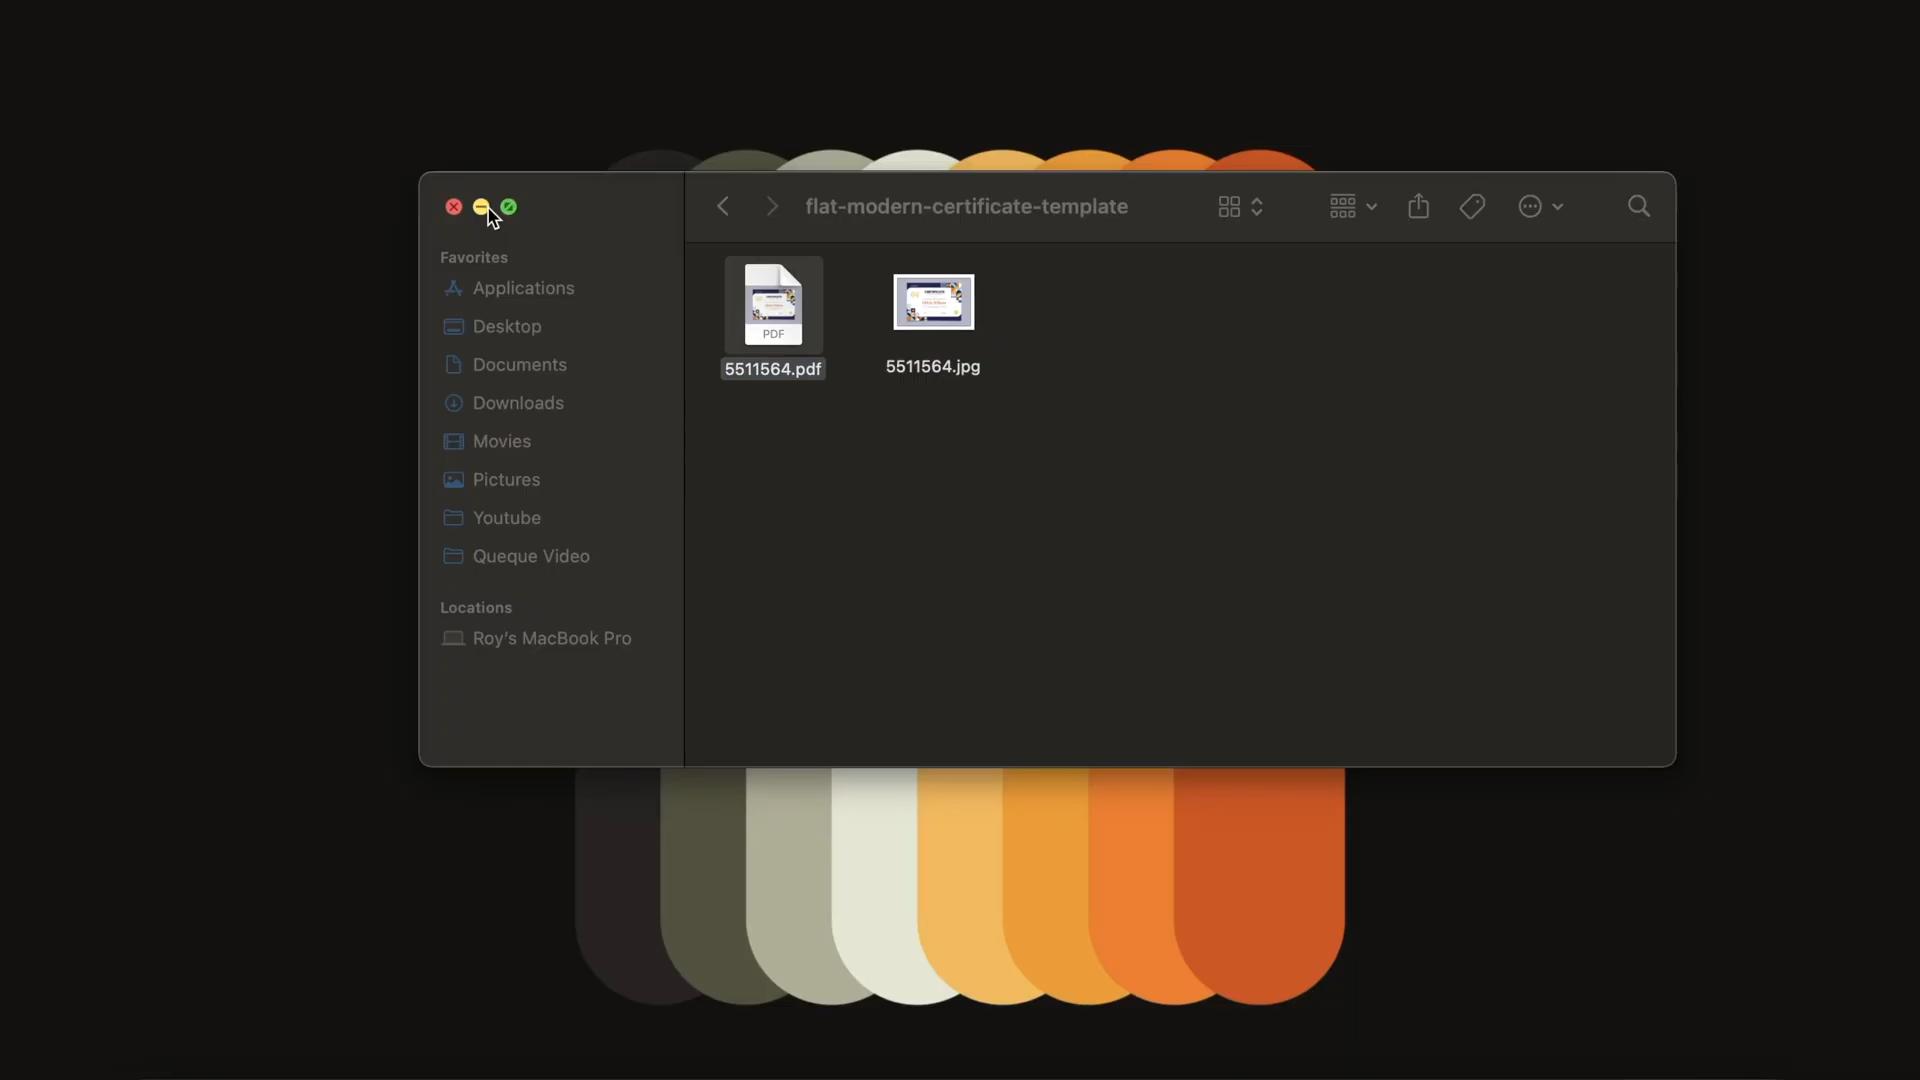 flat-modern-certificate-template
Favorites
Applications
Desktop
Documents
Downloads
Movies
Pictures
Youtube
Queque Video
Locations
Roy's MacBook Pro
PDF
5511564.pdf
5511564.jpg